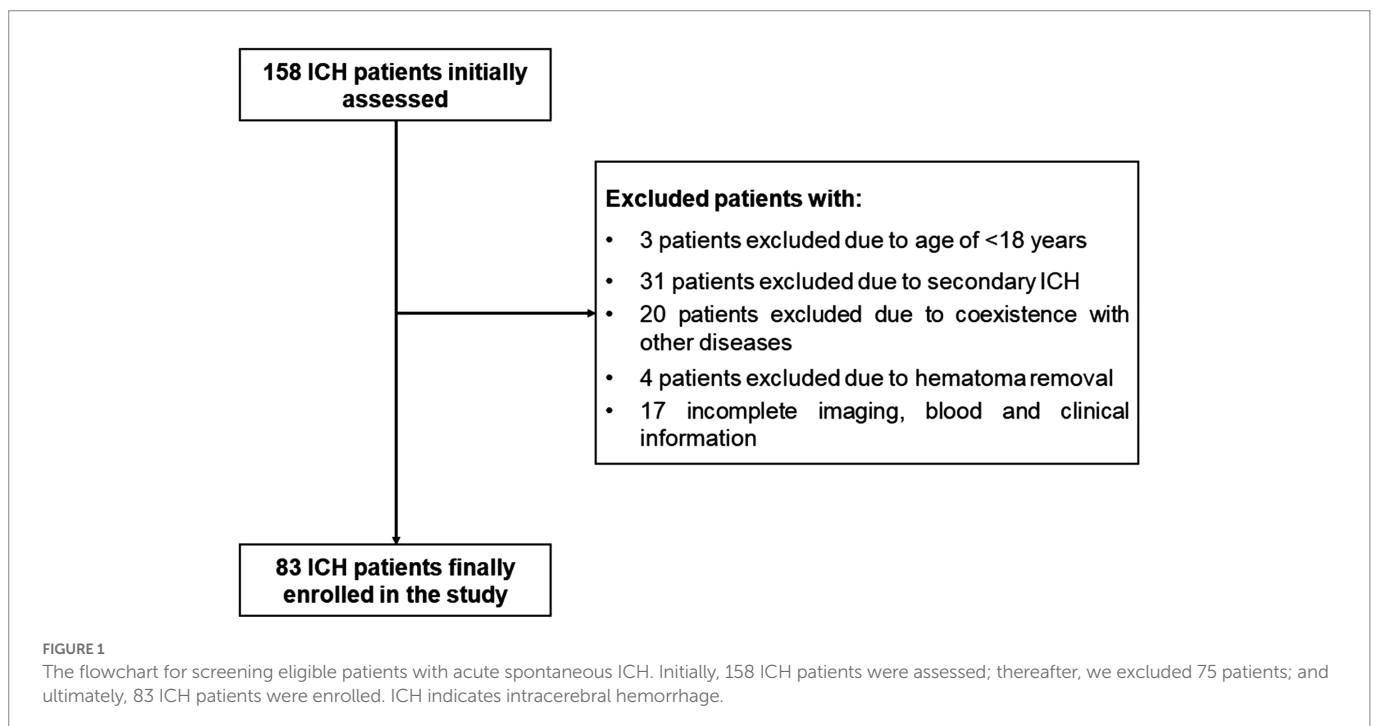 158 ICH patients initially
assessed
Excluded patients with:
• 3 patients excluded due to age of <18 years
• 31 patients excluded due to secondary ICH
• 20 patients excluded due to coexistence with
other diseases
• 4 patients excluded due to hematoma removal
• 17 incomplete imaging, blood and clinical
information
83 ICH patients finally
enrolled in the study
FIGURE 1
The flowchart for screening eligible patients with acute spontaneous ICH. Initially, 158 ICH patients were assessed; thereafter, we excluded 75 patients; and
ultimately, 83 ICH patients were enrolled. ICH indicates intracerebral hemorrhage.